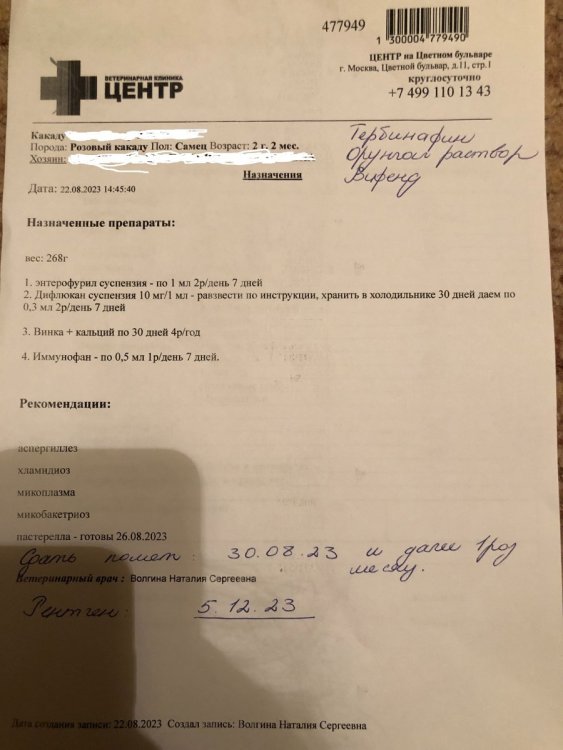 477949
1 300004 779490
ВЕТЕРИНАРНАЯ КЛИНИКА
ЦЕНТР
ЦЕНТР на Цветном бульваре
г. Москва, Цветной бульвар, д.11, стр.1
круглосуточно
+7 499 110 13 43
Какаду
Порода: Розовый какаду Пол: Самец Возраст: 2 г. 2 мес.
Хозяин:
Назначения
Тербинафин
Орунгал раствор
Вифенд
Дата: 22.08.2023 14:45:40
Назначенные препараты:
вес: 268г
1. энтерофурил суспензия - по 1 мл 2р/день 7 дней
2. Дифлюкан суспензия 10 мг/1 мл - равзвести по инструкции, хранить в холодильнике 30 дней даем по
0,3 мл 2р/день 7 дней
3. Винка + кальций по 30 дней 4р/год
4. Иммунофан - по 0,5 мл 1р/день 7 дней.
Рекомендации:
аспергиллез
хламидиоз
микоплазма
микобактриоз
пастерелла - готовы 26.08.2023
Сдать помет: 30.08.23 и далее 1 раз
месяц.
Ветеринарный врач : Волгина Наталия Сергеевна
Рентген: 5.12.23
Дата создания записи: 22.08.2023 Создал запись: Волгина Наталия Сергеевна